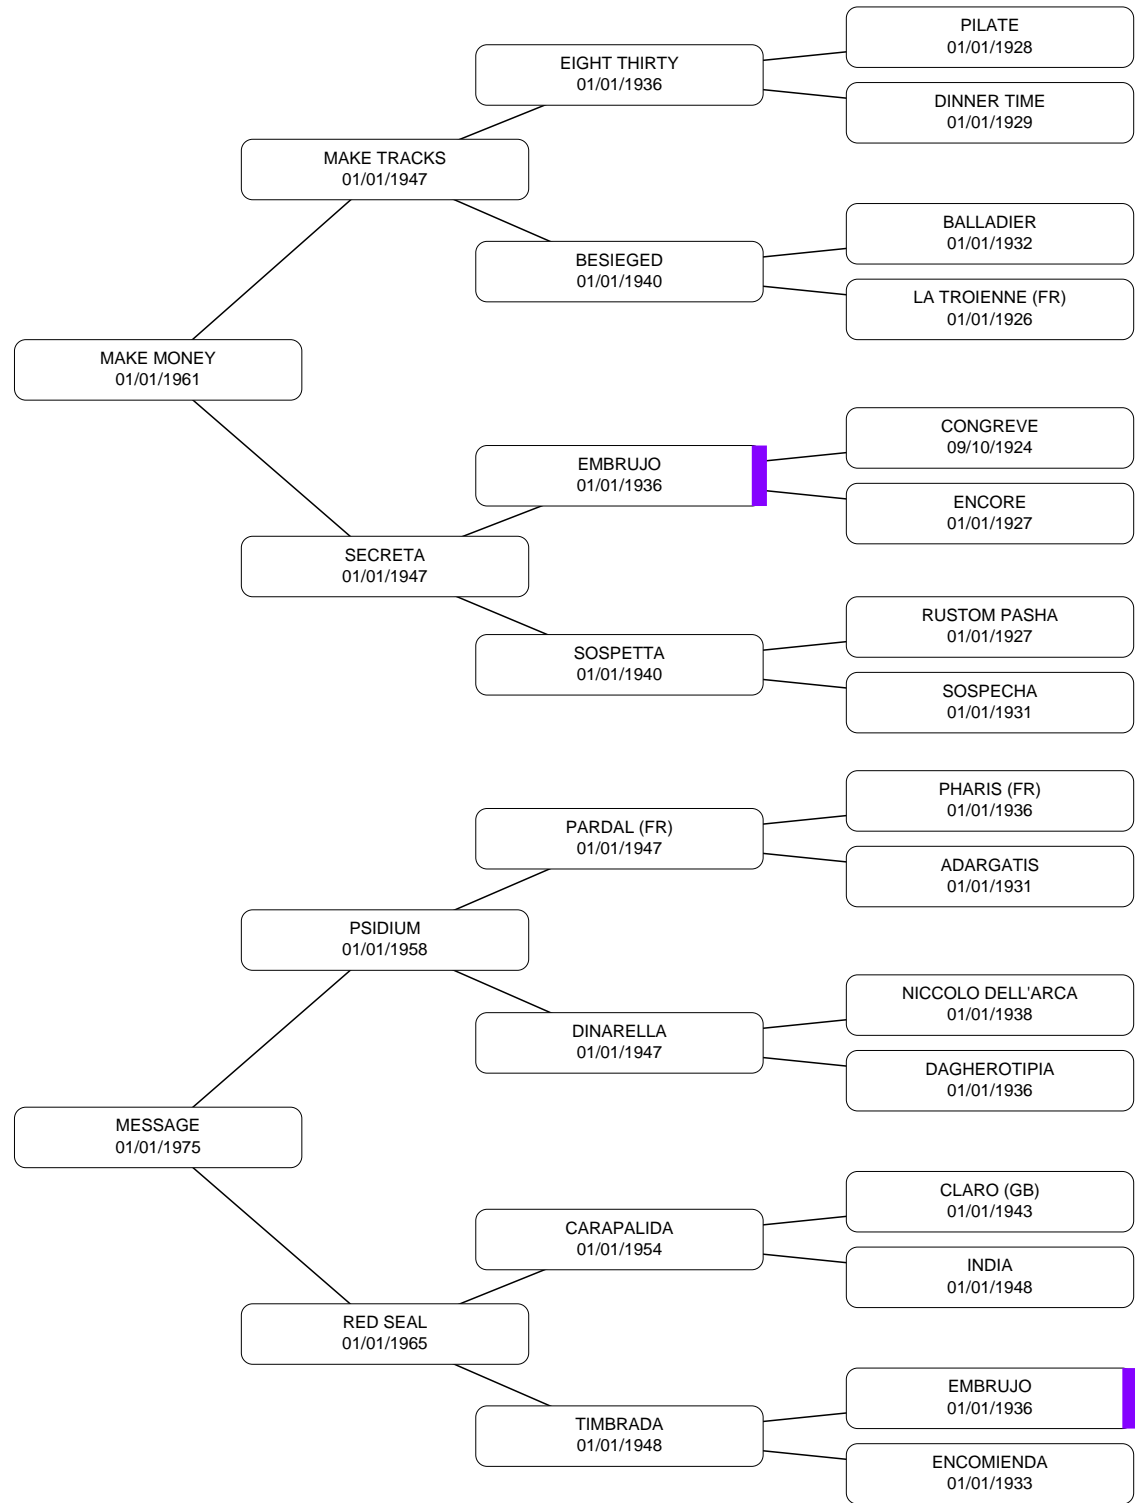 PILATE
01/01/1928
EIGHT THIRTY
01/01/1936
DINNER TIME
01/01/1929
MAKE TRACKS
01/01/1947
BALLADIER
01/01/1932
BESIEGED
01/01/1940
LA TROIENNE (FR)
01/01/1926
MAKE MONEY
01/01/1961
CONGREVE
09/10/1924
EMBRUJO
01/01/1936
ENCORE
01/01/1927
SECRETA
01/01/1947
RUSTOM PASHA
01/01/1927
SOSPETTA
01/01/1940
SOSPECHA
01/01/1931
PHARIS (FR)
01/01/1936
PARDAL (FR)
01/01/1947
ADARGATIS
01/01/1931
PSIDIUM
01/01/1958
NICCOLO DELL'ARCA
01/01/1938
DINARELLA
01/01/1947
DAGHEROTIPIA
01/01/1936
MESSAGE
01/01/1975
CLARO (GB)
01/01/1943
CARAPALIDA
01/01/1954
INDIA
01/01/1948
RED SEAL
01/01/1965
EMBRUJO
01/01/1936
TIMBRADA
01/01/1948
ENCOMIENDA
01/01/1933